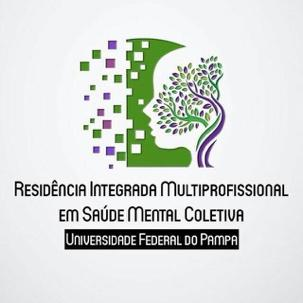 Residência Integrada Multiprofissional
em Saúde Mental Coletiva
Universidade Federal do Pampa